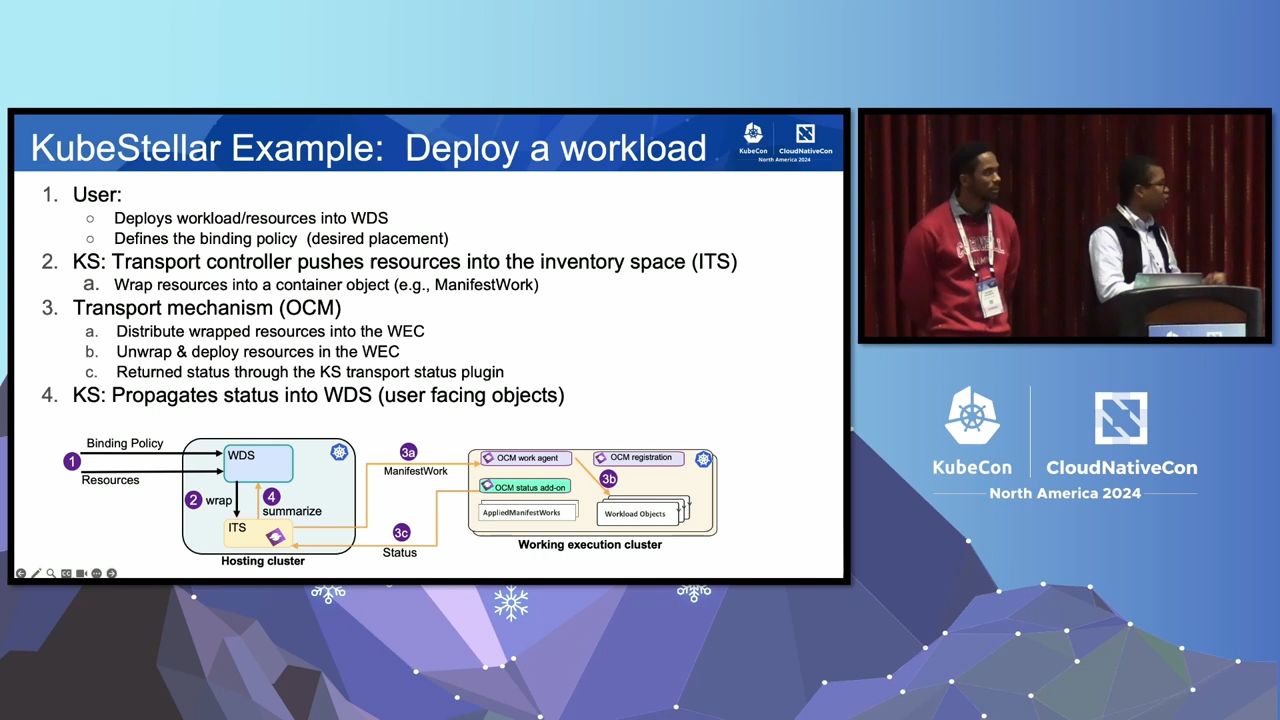 KubeStellar Example: Deploy a workload
KubeCon
CloudNativeCon
North America 2024
1. User:
○ Deploys workload/resources into WDS
○ Defines the binding policy (desired placement)
2. KS: Transport controller pushes resources into the inventory space (ITS)
a. Wrap resources into a container object (e.g., ManifestWork)
3. Transport mechanism (OCM)
a. Distribute wrapped resources into the WEC
b. Unwrap & deploy resources in the WEC
c. Returned status through the KS transport status plugin
4. KS: Propagates status into WDS (user facing objects)
Binding Policy
1
Resources
WDS
2 wrap
4
summarize
ITS
Hosting cluster
3a
ManifestWork
3c
Status
OCM work agent
OCM registration
3b
OCM status add-on
AppliedManifestWorks
Workload Objects
Working execution cluster
KubeCon
CloudNativeCon
North America 2024